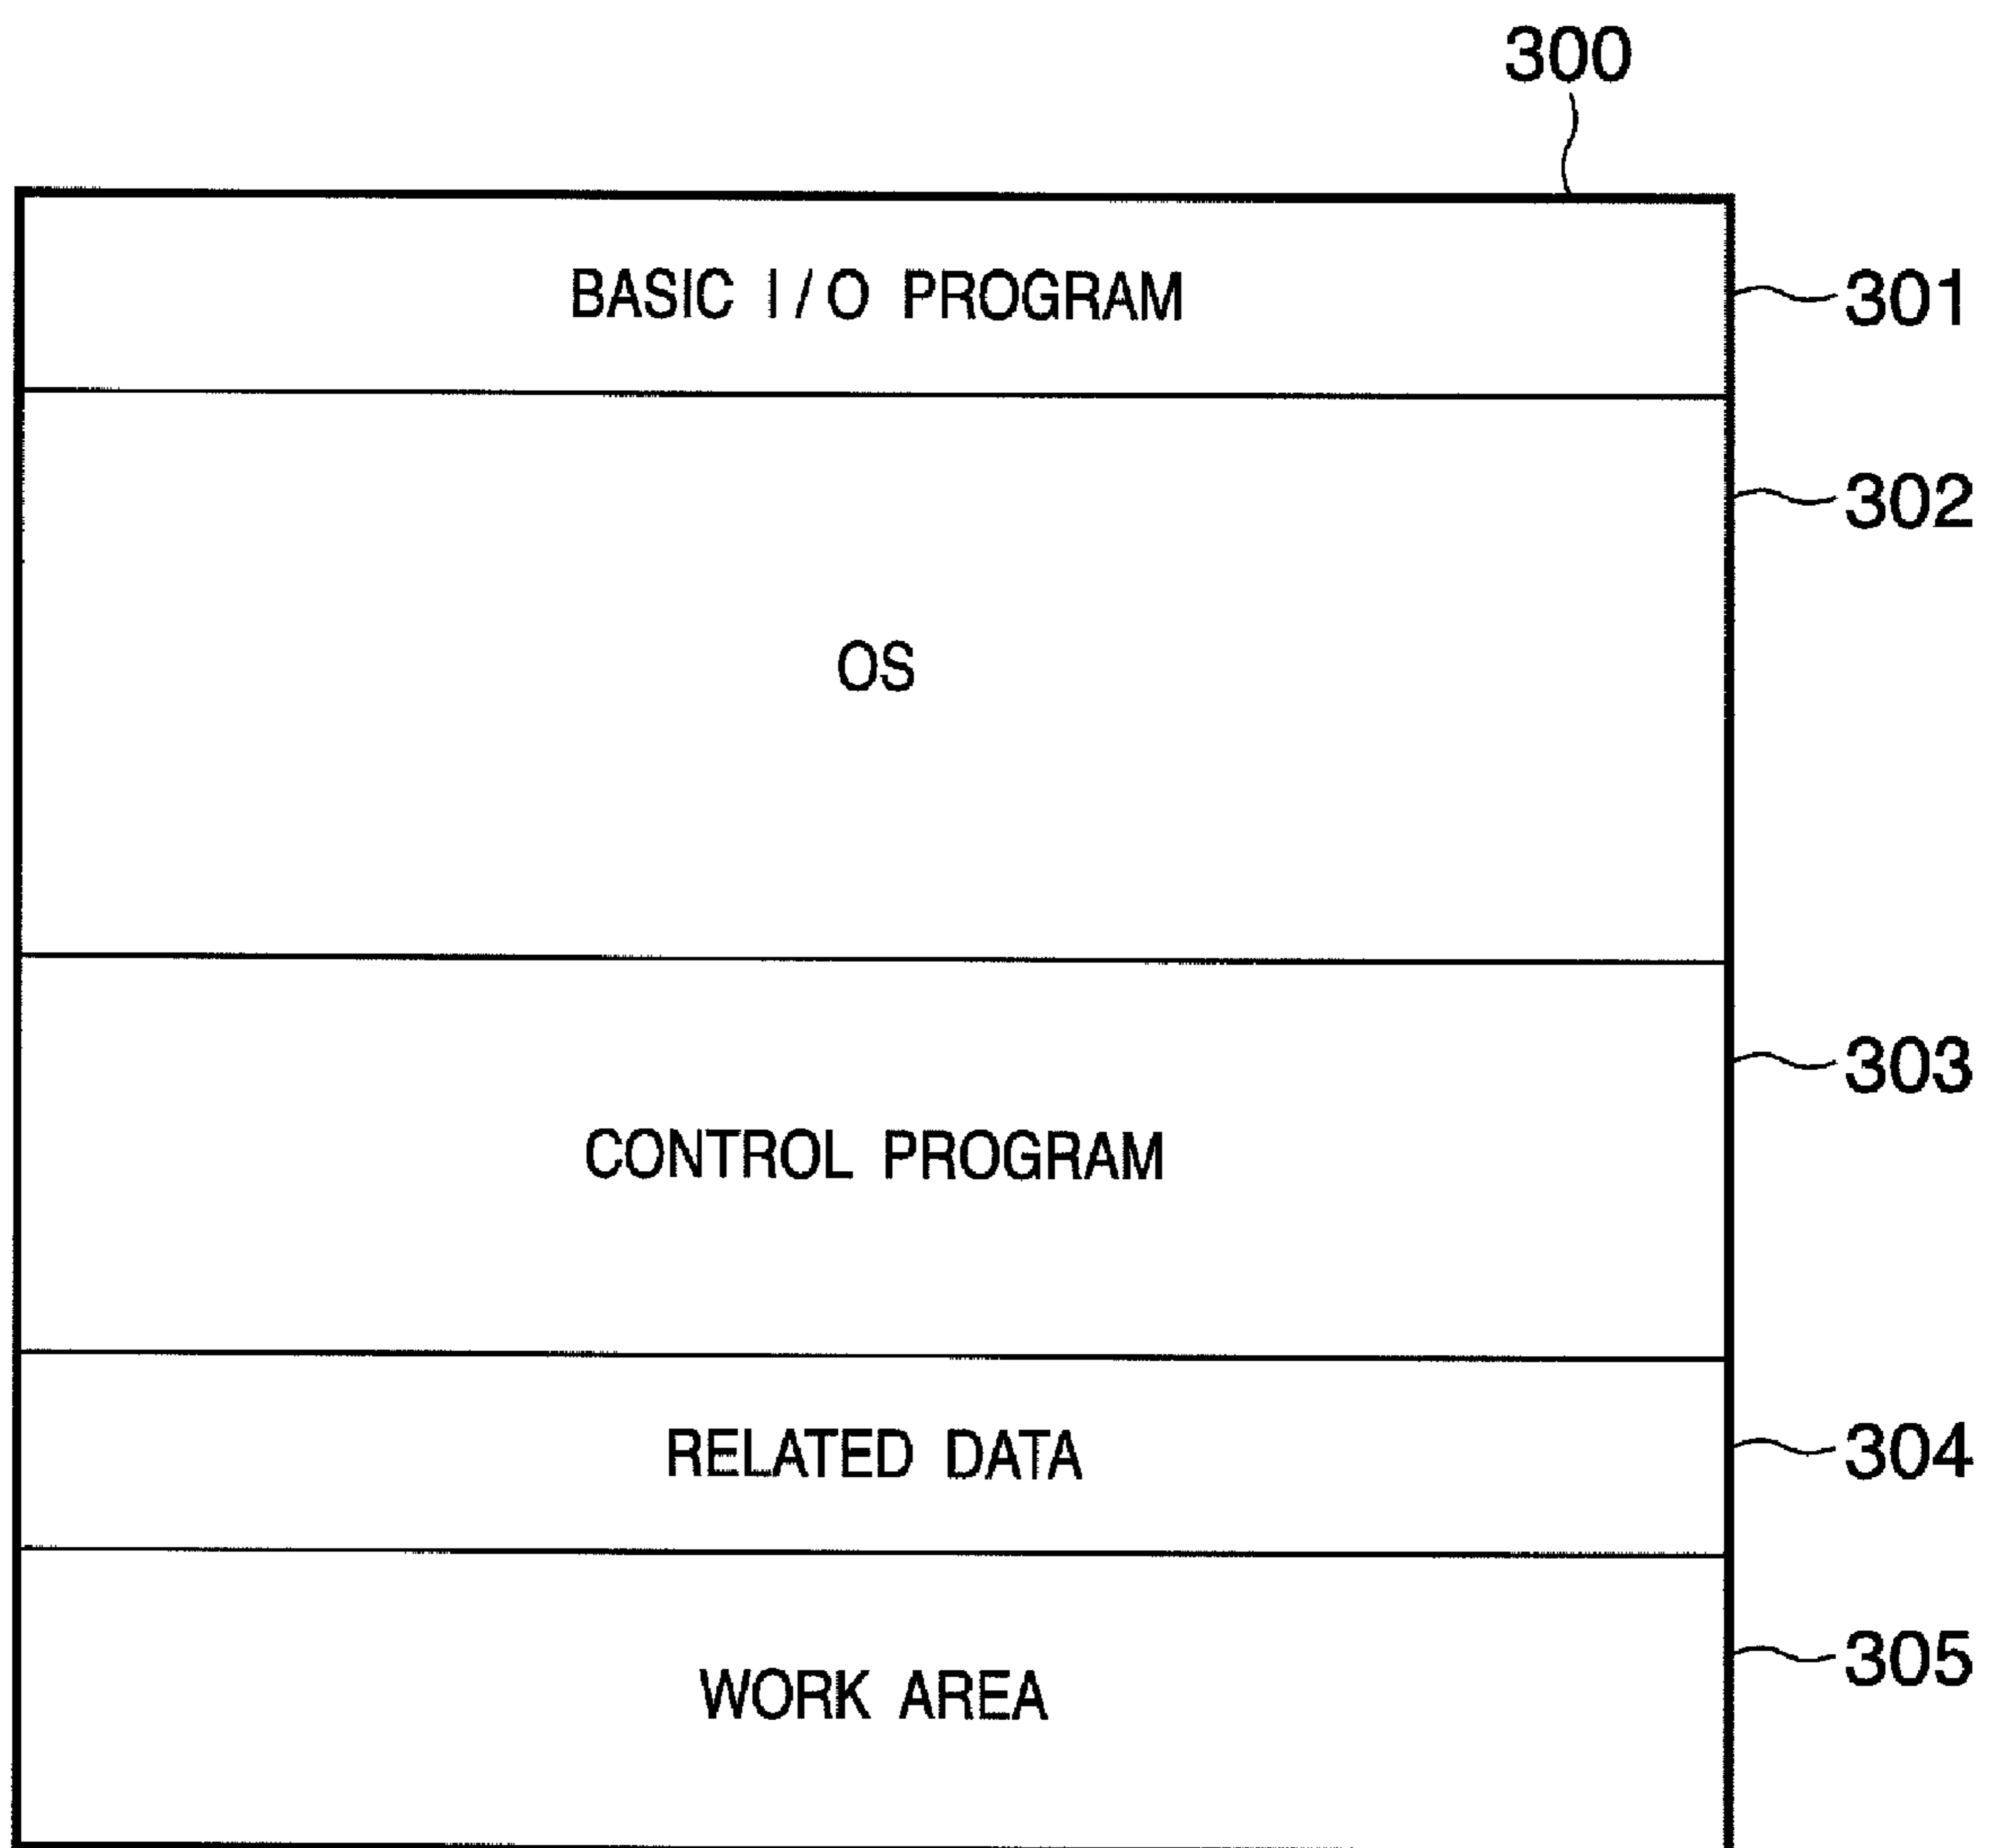 300
BASIC I/O PROGRAM
301
302
OS
303
CONTROL PROGRAM
304
RELATED DATA
305
WORK AREA